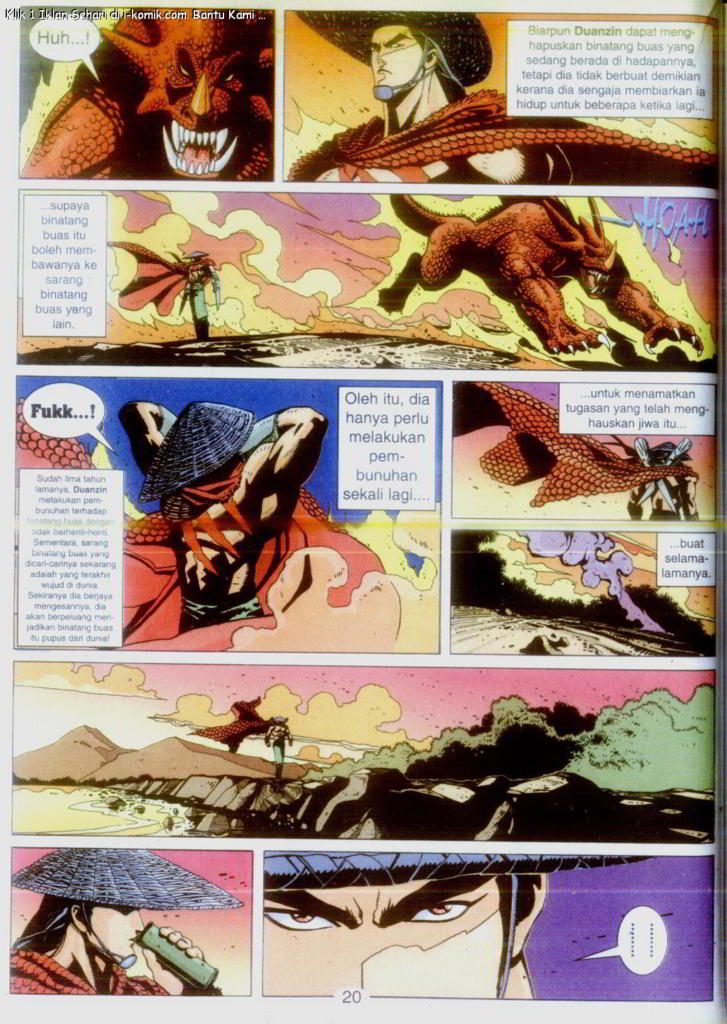 Klik 1 Iklan Sehari di i-komik.com. Bantu Kami ...
Huh...!
Biarpun Duanzin dapat meng-
hapuskan binatang buas yang
sedang berada di hadapannya,
tetapi dia tidak berbuat demikian
kerana dia sengaja membiarkan ia
hidup untuk beberapa ketika lagi...
...supaya
binatang
buas itu
boleh mem-
bawanya ke
sarang
binatang
buas yang
lain.
HOAH
Fukk...!
Oleh itu, dia
hanya perlu
melakukan
pem-
bunuhan
sekali lagi....
Sudah lima tahun
lamanya, Duanzin
melakukan pem-
bunuhan terhadap
binatang buas dengan
tidak berhenti-henti.
Sementara, sarang
binatang buas yang
dicari-carinya sekarang
adalah yang terakhir
wujud di dunia.
Sekiranya dia berjaya
mengesannya, dia
akan berpeluang men-
jadikan binatang buas
itu pupus dari dunia!
...untuk menamatkan
tugasan yang telah meng-
hauskan jiwa itu...
...buat
selama-
lamanya.
!!
20